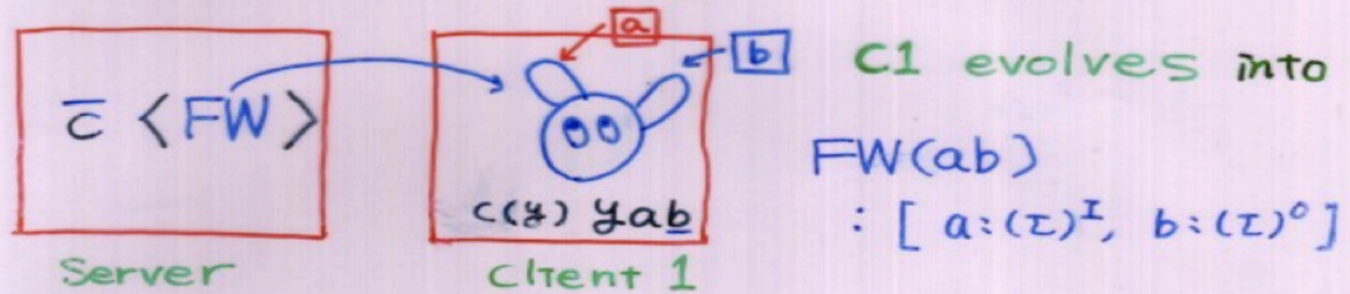 a
b
C1 evolves into
c̅ ⟨FW⟩
FW(ab)
c(y) yab
: [ a:(τ)ᴵ, b:(τ)ᴼ ]
Server
Client 1